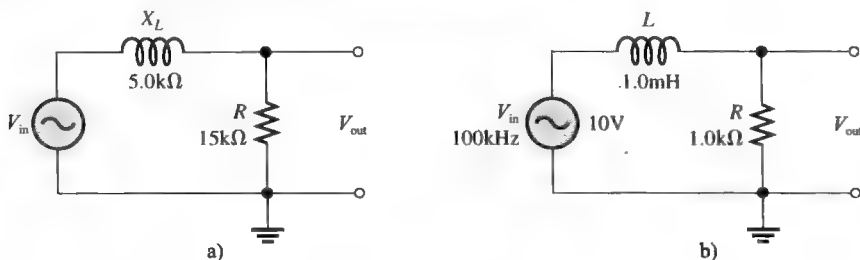 X_L
5.0kΩ
V_in
R
15kΩ
V_out
a)
L
1.0mH
V_in
100kHz
10V
R
1.0kΩ
V_out
b)